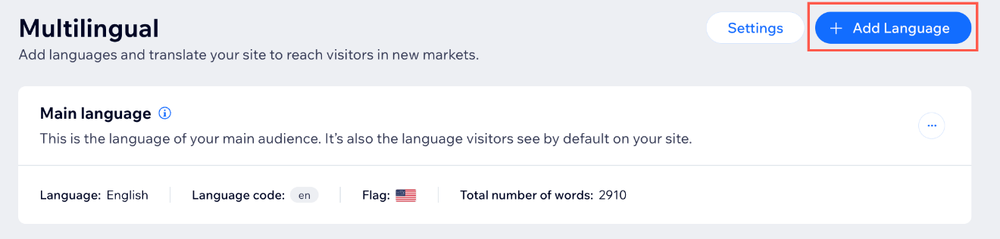 Multilingual
Settings
+ Add Language
Add languages and translate your site to reach visitors in new markets.
Main language
This is the language of your main audience. It's also the language visitors see by default on your site.
Language: English
Language code: en
Flag:
Total number of words: 2910